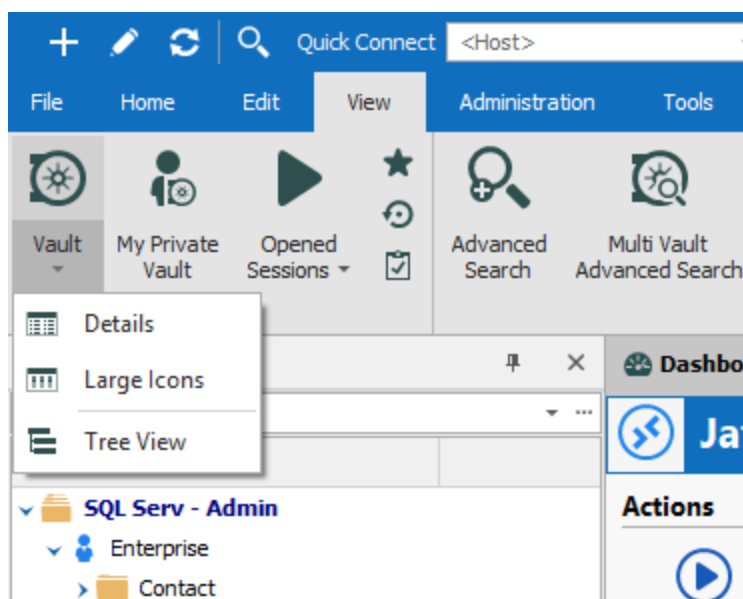 Quick Connect <Host>
File Home Edit View Administration Tools
Vault
My Private
Vault
Opened
Sessions
Advanced
Search
Multi Vault
Advanced Search
Details
Large Icons
Tree View
Dashbo
Ja
SQL Serv - Admin
Actions
Enterprise
Contact